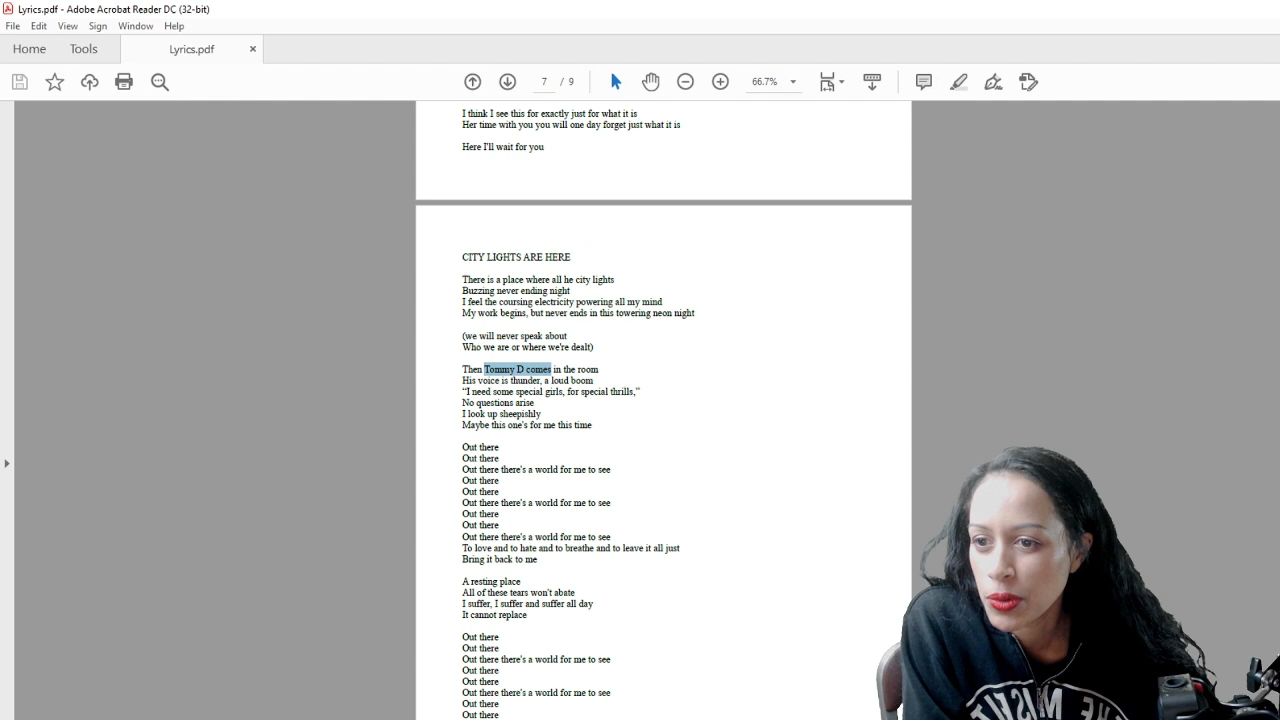 Lyrics.pdf - Adobe Acrobat Reader DC (32-bit)
File Edit View Sign Window Help
Home Tools Lyrics.pdf ×
7 / 9 66.7%
I think I see this for exactly just for what it is
Her time with you you will one day forget just what it is
Here I'll wait for you
CITY LIGHTS ARE HERE
There is a place where all he city lights
Buzzing never ending night
I feel the coursing electricity powering all my mind
My work begins, but never ends in this towering neon night
(we will never speak about
Who we are or where we're dealt)
Then Tommy D comes in the room
His voice is thunder, a loud boom
“I need some special girls, for special thrills,”
No questions arise
I look up sheepishly
Maybe this one's for me this time
Out there
Out there
Out there there's a world for me to see
Out there
Out there
Out there there's a world for me to see
Out there
Out there
Out there there's a world for me to see
To love and to hate and to breathe and to leave it all just
Bring it back to me
A resting place
All of these tears won't abate
I suffer, I suffer and suffer all day
It cannot replace
Out there
Out there
Out there there's a world for me to see
Out there
Out there
Out there there's a world for me to see
Out there
Out there
THE MISFIT